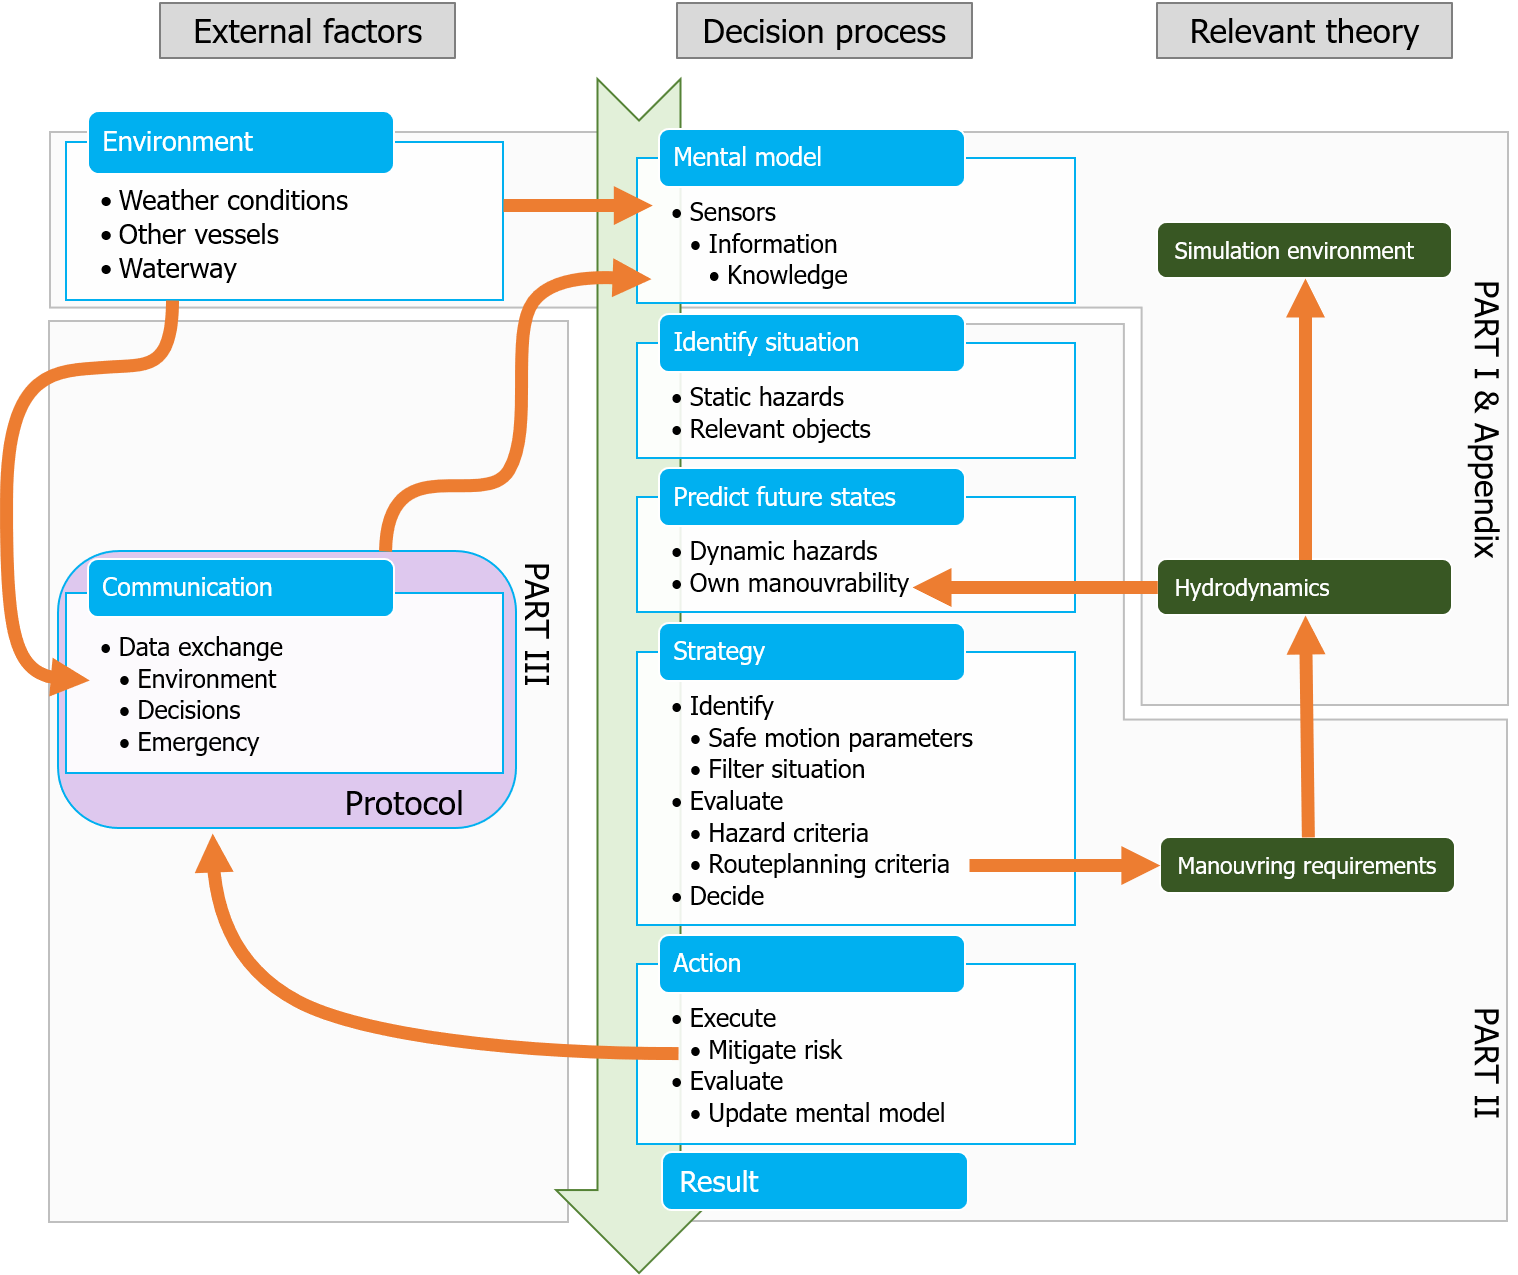 External factors
Decision process
Relevant theory
Environment
• Weather conditions
• Other vessels
• Waterway
Communication
• Data exchange
• Environment
• Decisions
• Emergency
Protocol
PART III
Mental model
• Sensors
• Information
• Knowledge
Identify situation
• Static hazards
• Relevant objects
Predict future states
• Dynamic hazards
• Own manouvrability
Strategy
• Identify
• Safe motion parameters
• Filter situation
• Evaluate
• Hazard criteria
• Routeplanning criteria
• Decide
Action
• Execute
• Mitigate risk
• Evaluate
• Update mental model
Result
Simulation environment
Hydrodynamics
Manouvring requirements
PART I & Appendix
PART II